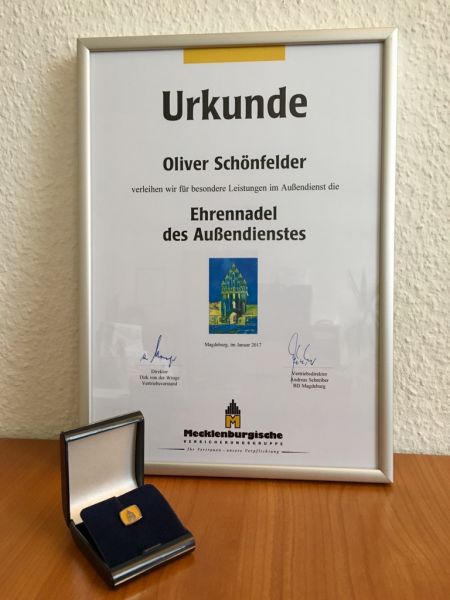 Urkunde
Oliver Schönfelder
verleihen wir für besondere Leistungen im Außendienst die
Ehrennadel
des Außendienstes
Magdeburg, im Januar 2017
Direktor
Dirk von der Wroge
Vertriebsvorstand
Vertriebsdirektor
Andreas Schreiber
BD Magdeburg
M
Mecklenburgische
VERSICHERUNGSGRUPPE
Ihr Vertrauen - unsere Verpflichtung